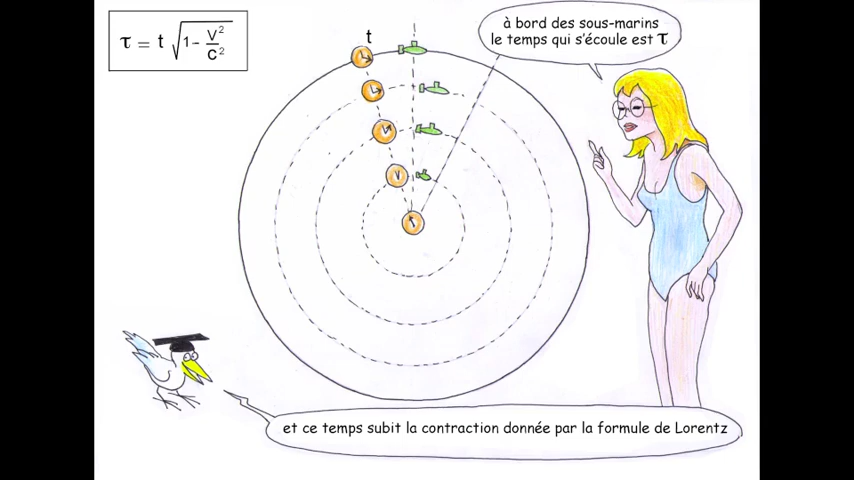 τ = t √1 - v²/c²
t
à bord des sous-marins
le temps qui s'écoule est τ
et ce temps subit la contraction donnée par la formule de Lorentz